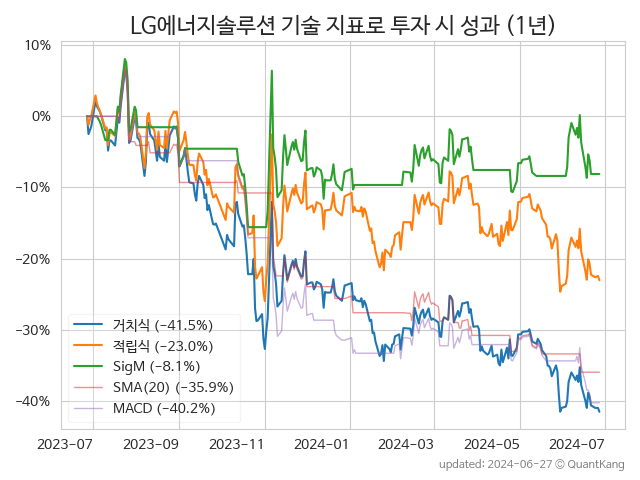 LG에너지솔루션 기술 지표로 투자 시 성과 (1년)
10%
0%
−10%
−20%
−30%
−40%
거치식 (−41.5%)
적립식 (−23.0%)
SigM (−8.1%)
SMA(20) (−35.9%)
MACD (−40.2%)
2023-07 2023-09 2023-11 2024-01 2024-03 2024-05 2024-07
updated: 2024-06-27 © QuantKang